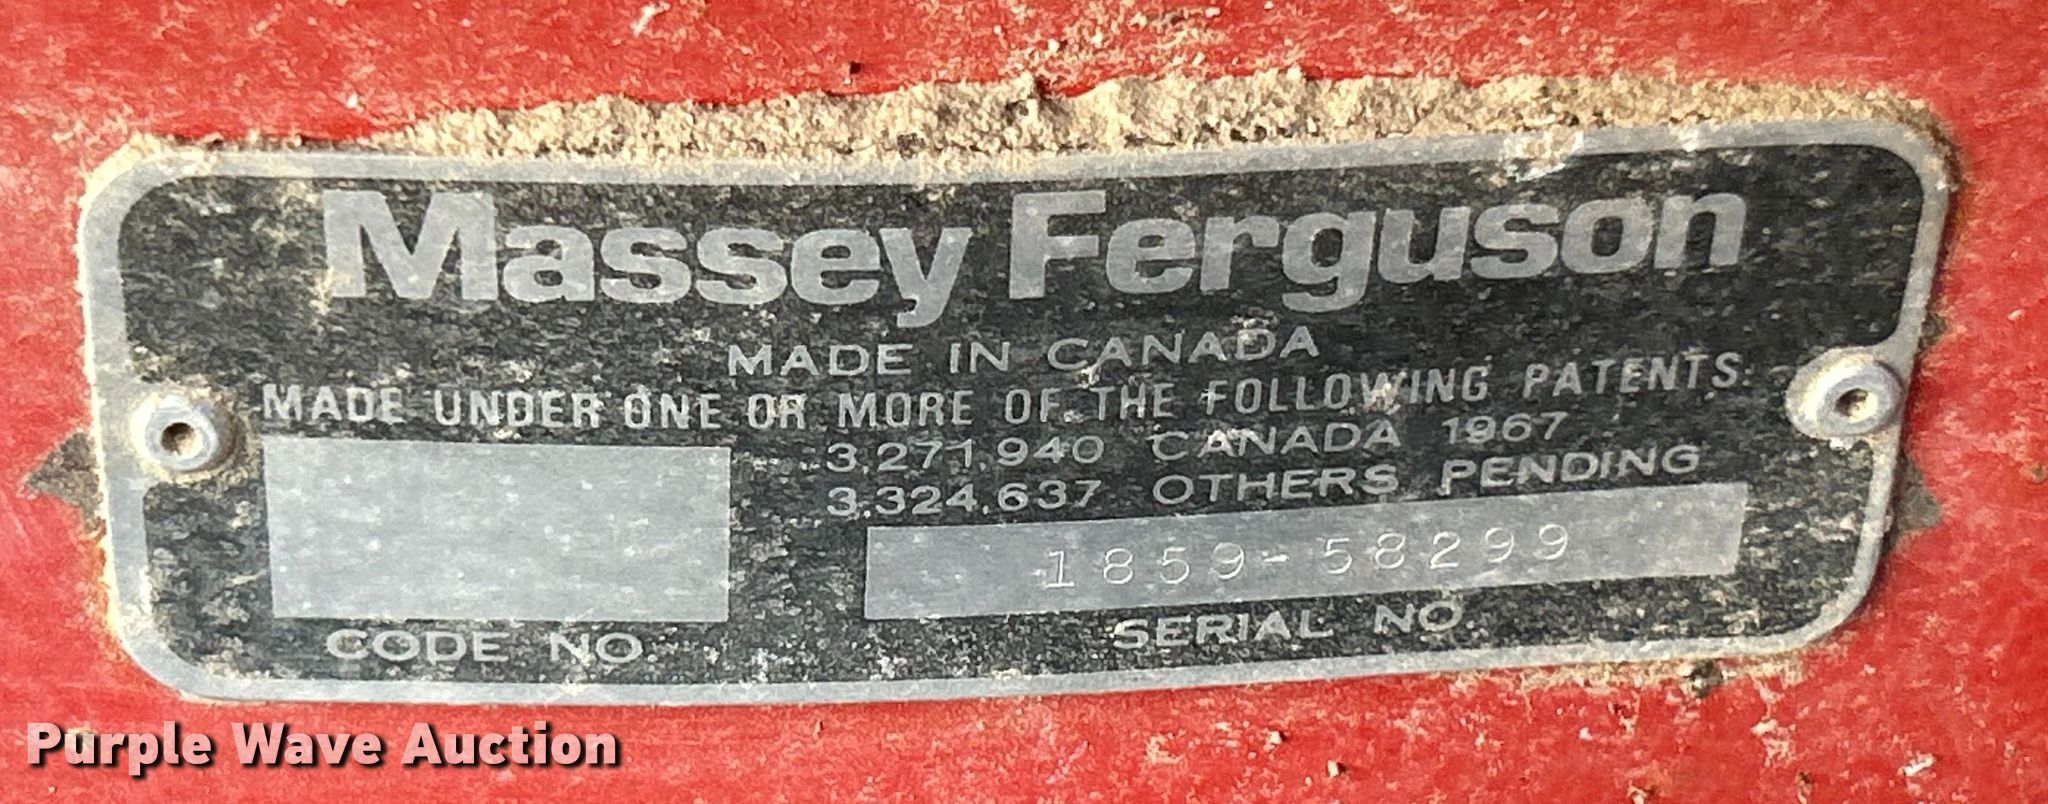 Massey Ferguson
MADE IN CANADA
MADE UNDER ONE OR MORE OF THE FOLLOWING PATENTS:
3,271,940 CANADA 1967
3,324,637 OTHERS PENDING
1859-58299
CODE NO.
SERIAL NO.
Purple Wave Auction